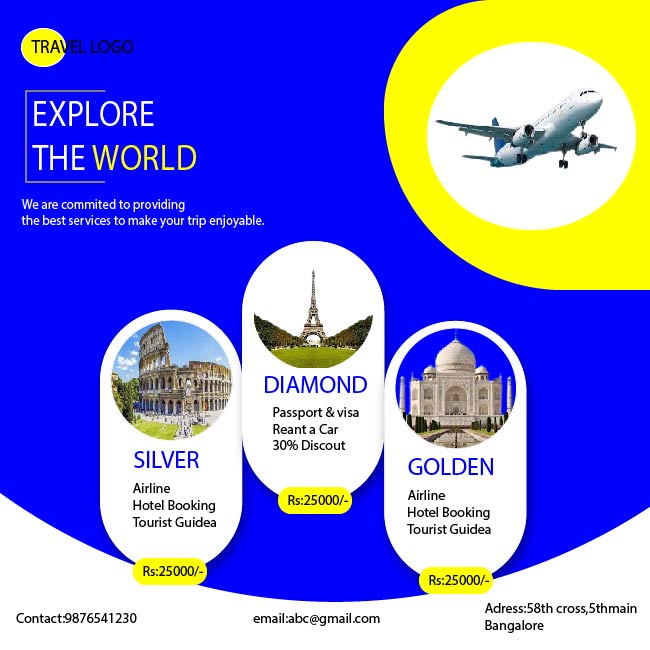 TRAVEL LOGO
EXPLORE
THE WORLD
We are commited to providing
the best services to make your trip enjoyable.
SILVER
Airline
Hotel Booking
Tourist Guidea
Rs:25000/-
DIAMOND
Passport & visa
Reant a Car
30% Discout
Rs:25000/-
GOLDEN
Airline
Hotel Booking
Tourist Guidea
Rs:25000/-
Contact:9876541230
email:abc@gmail.com
Adress:58th cross,5thmain
Bangalore